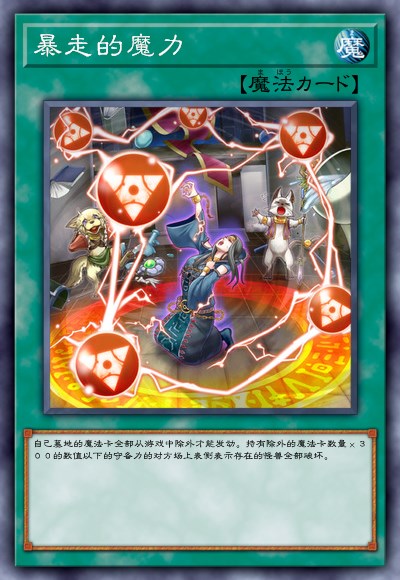 暴走的魔力
魔
【魔法カード】
ま ほう
自己墓地的魔法卡全部从游戏中除外才能发动。持有除外的魔法卡数量×3
00的数值以下的守备力的对方场上表侧表示存在的怪兽全部破坏。